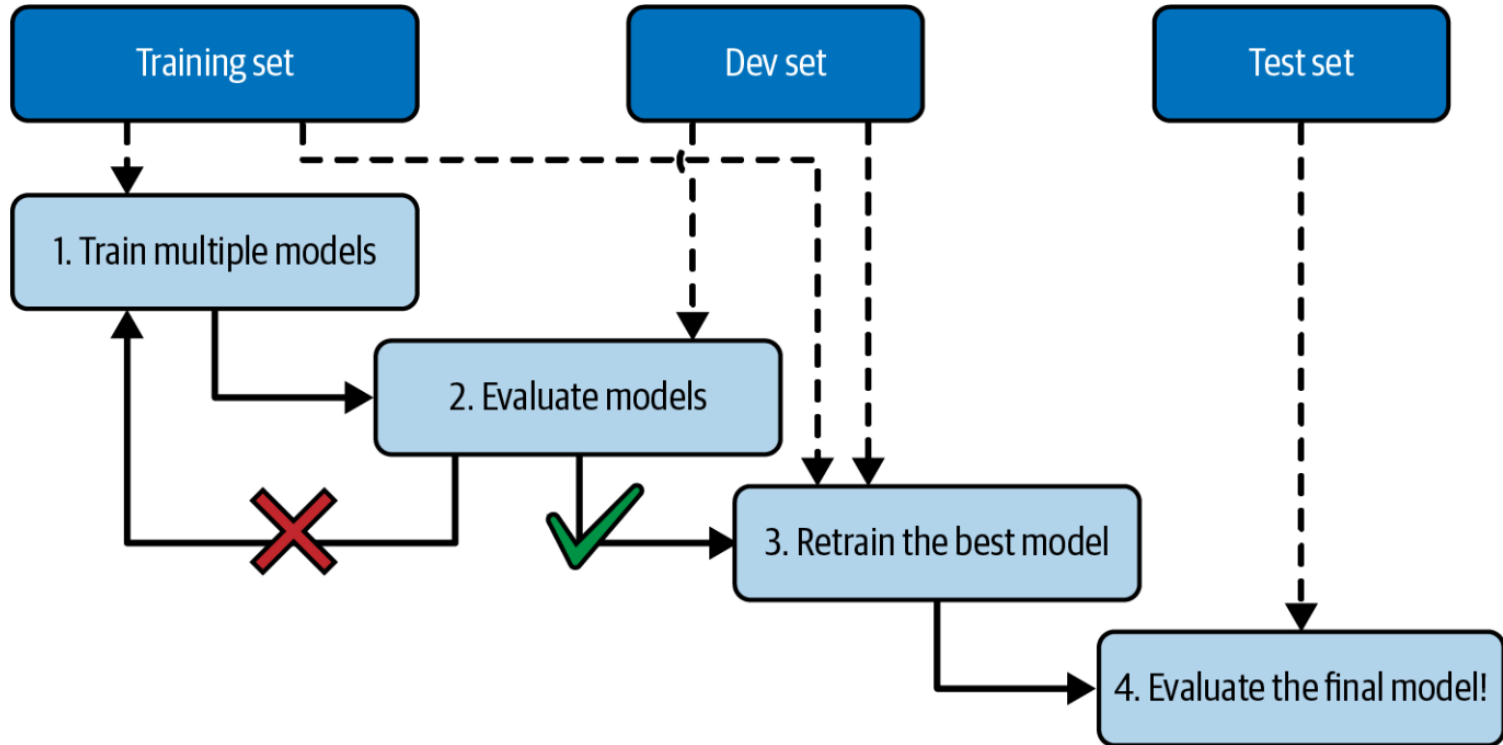 Training set
Dev set
Test set
1. Train multiple models
2. Evaluate models
3. Retrain the best model
4. Evaluate the final model!